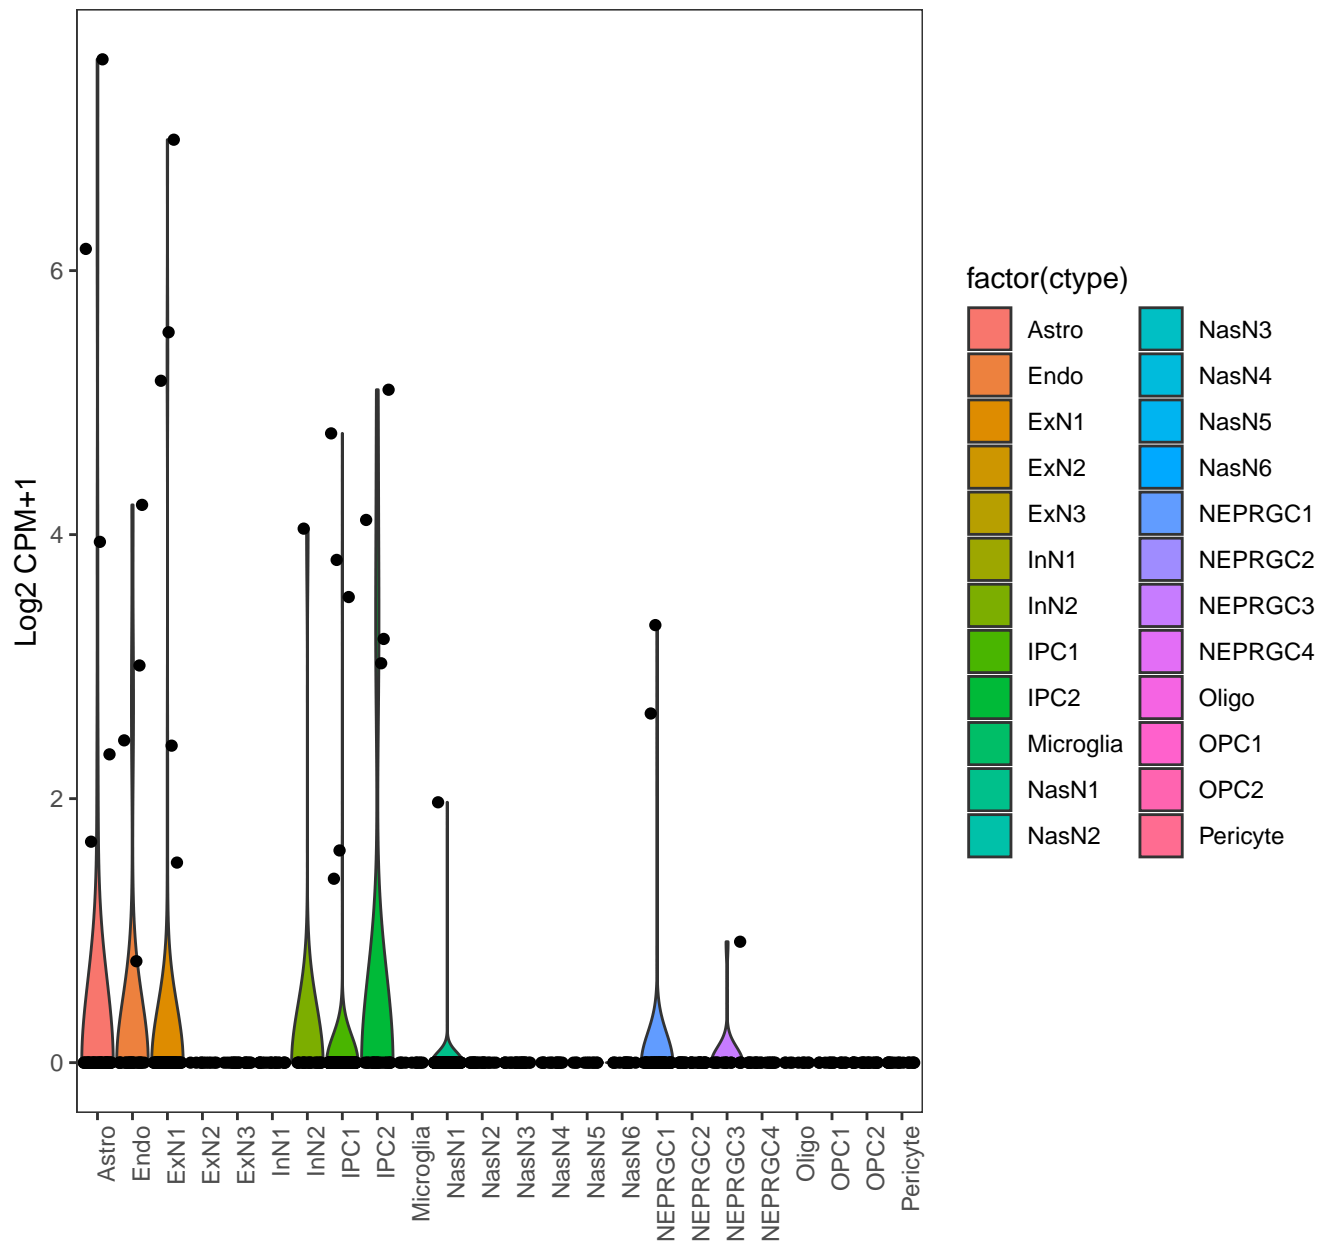 Log2 CPM+1
6
4
2
0
Astro
Endo
ExN1
ExN2
ExN3
InN1
InN2
IPC1
IPC2
Microglia
NasN1
NasN2
NasN3
NasN4
NasN5
NasN6
NEPRGC1
NEPRGC2
NEPRGC3
NEPRGC4
Oligo
OPC1
OPC2
Pericyte
factor(ctype)
Astro
Endo
ExN1
ExN2
ExN3
InN1
InN2
IPC1
IPC2
Microglia
NasN1
NasN2
NasN3
NasN4
NasN5
NasN6
NEPRGC1
NEPRGC2
NEPRGC3
NEPRGC4
Oligo
OPC1
OPC2
Pericyte